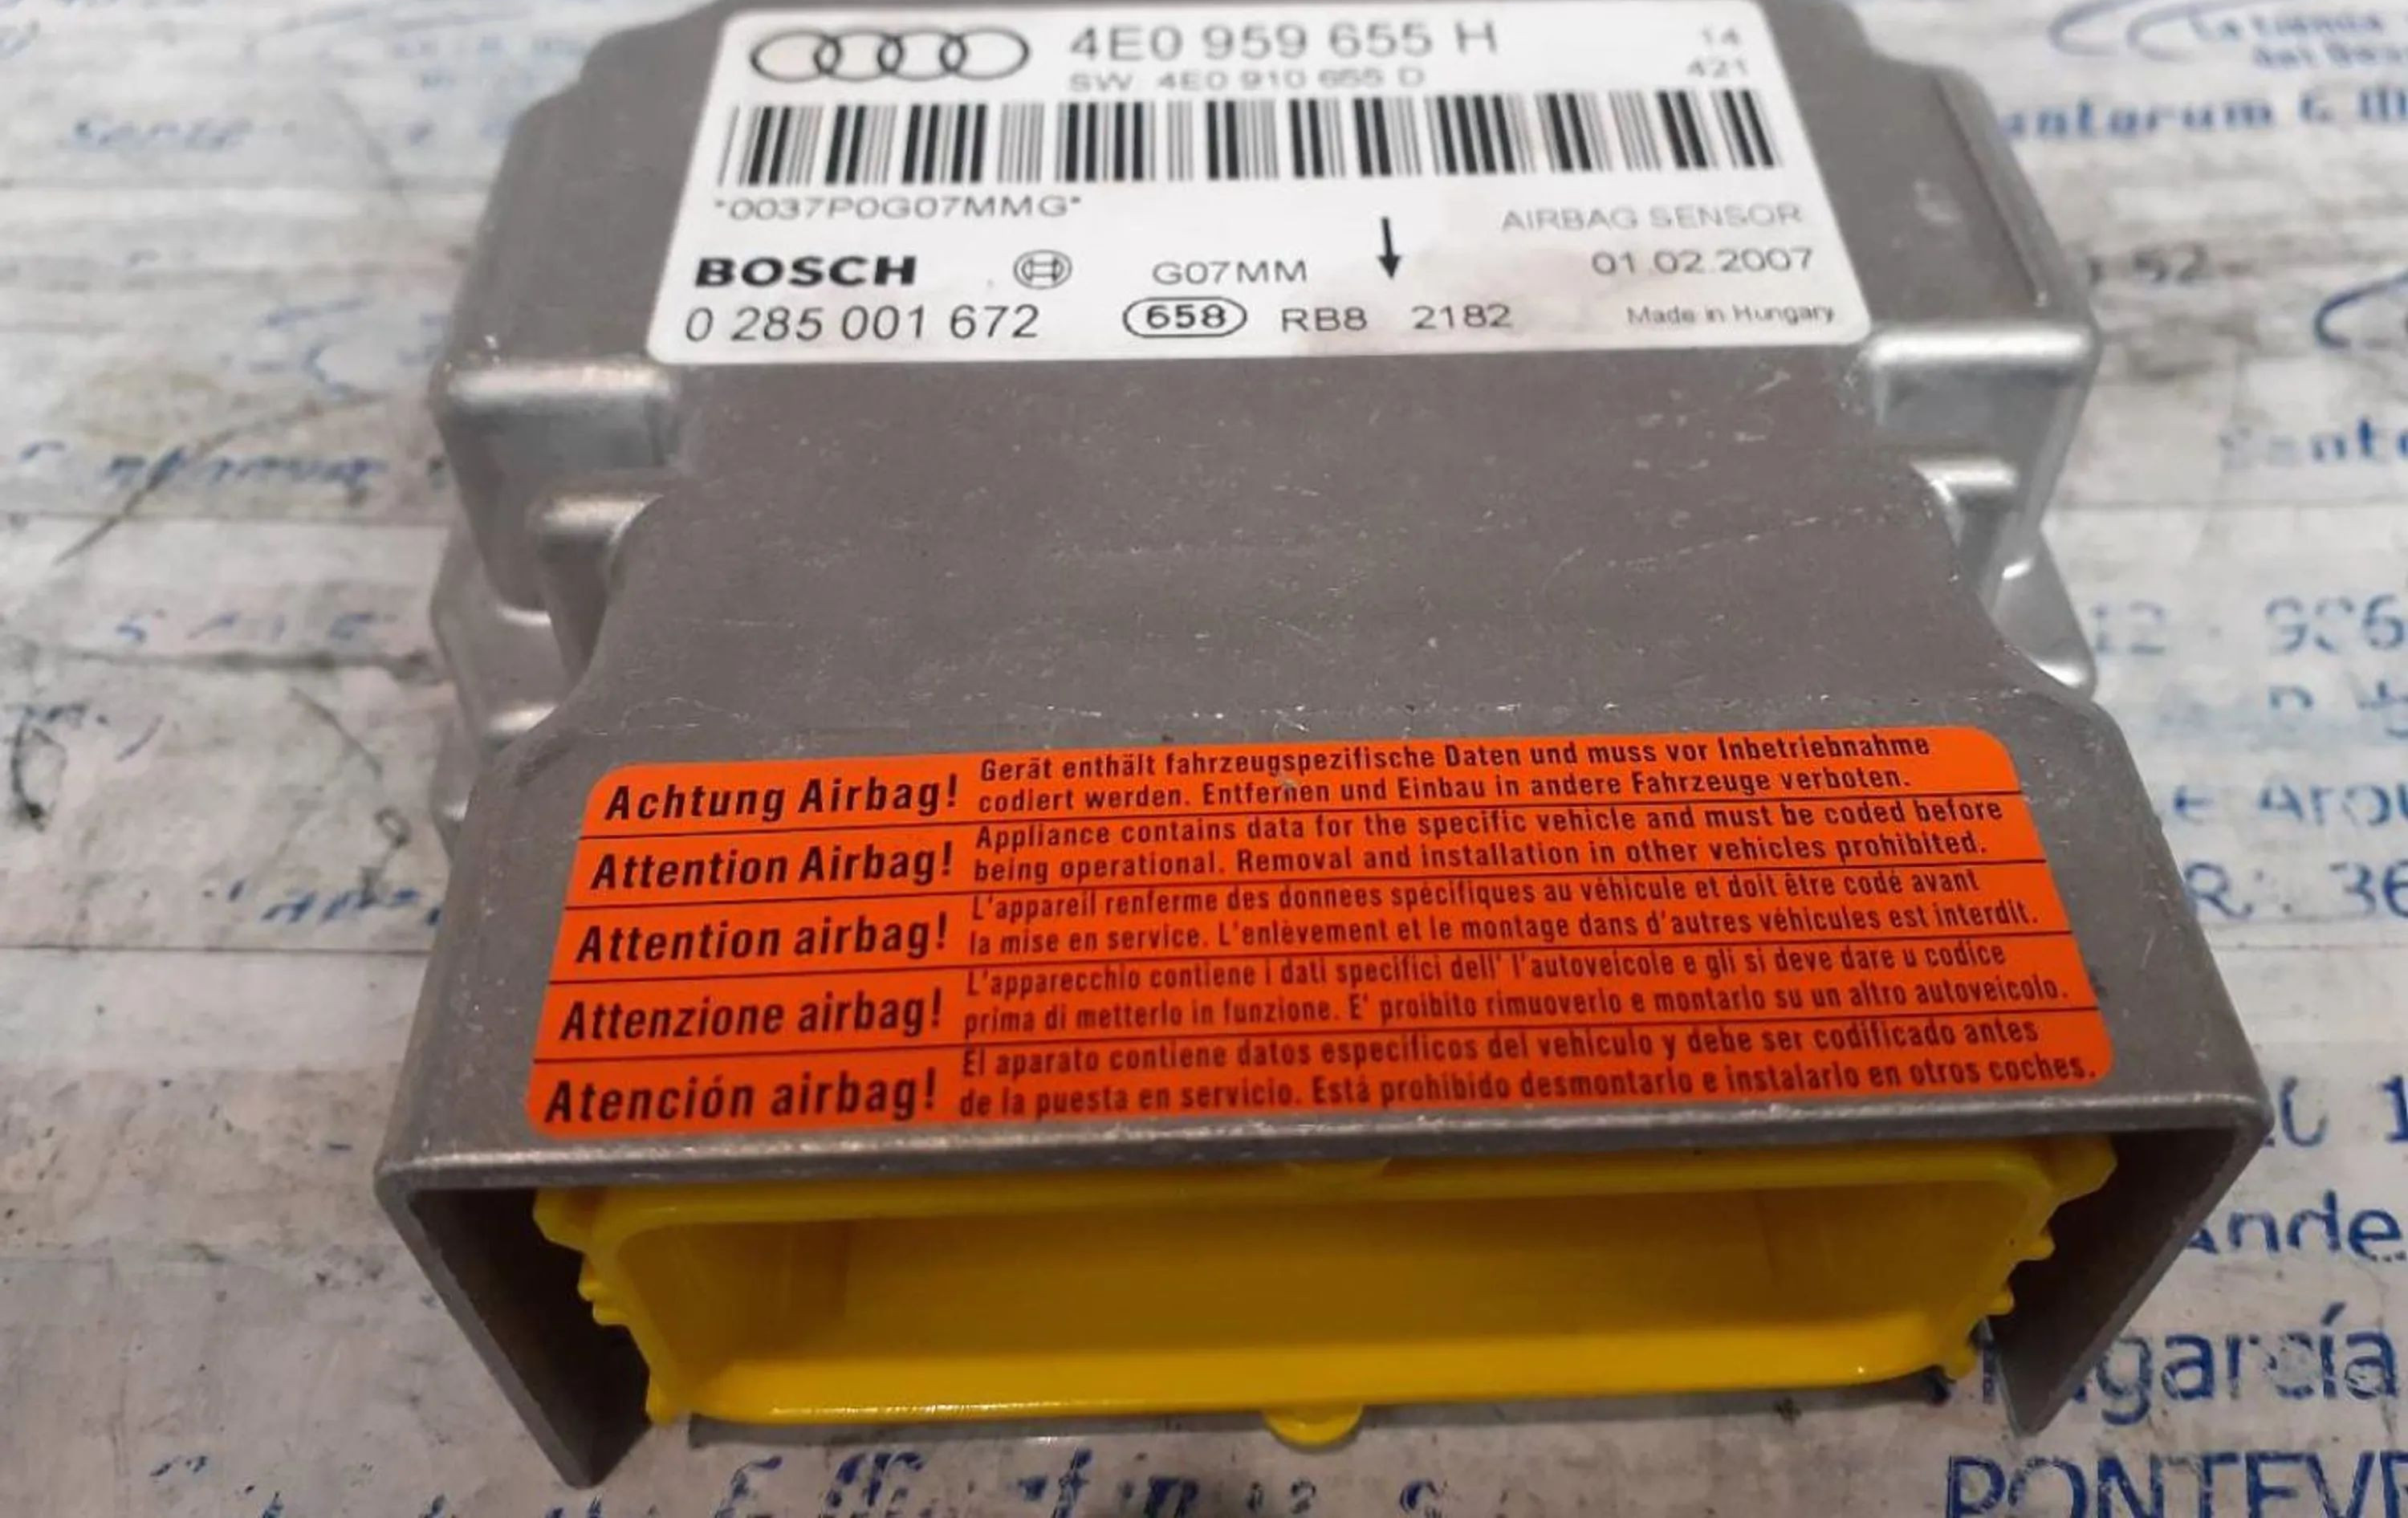 4E0 959 655 H
14
SW: 4E0 910 655 D
421
*0037P0G07MMG*
AIRBAG SENSOR
BOSCH
G07MM
01.02.2007
0 285 001 672
658
RB8 2182
Made in Hungary
Achtung Airbag!
Gerät enthält fahrzeugspezifische Daten und muss vor Inbetriebnahme
codiert werden. Entfernen und Einbau in andere Fahrzeuge verboten.
Attention Airbag!
Appliance contains data for the specific vehicle and must be coded before
being operational. Removal and installation in other vehicles prohibited.
Attention airbag!
L'appareil renferme des donnees spécifiques au véhicule et doit être codé avant
la mise en service. L'enlèvement et le montage dans d'autres véhicules est interdit.
Attenzione airbag!
L'apparecchio contiene i dati specifici dell' l'autoveicole e gli si deve dare u codice
prima di metterlo in funzione. E' proibito rimuoverlo e montarlo su un altro autoveicolo.
Atención airbag!
El aparato contiene datos específicos del vehículo y debe ser codificado antes
de la puesta en servicio. Está prohibido desmontarlo e instalarlo en otros coches.
52
Ande
garcía
PONTEVE